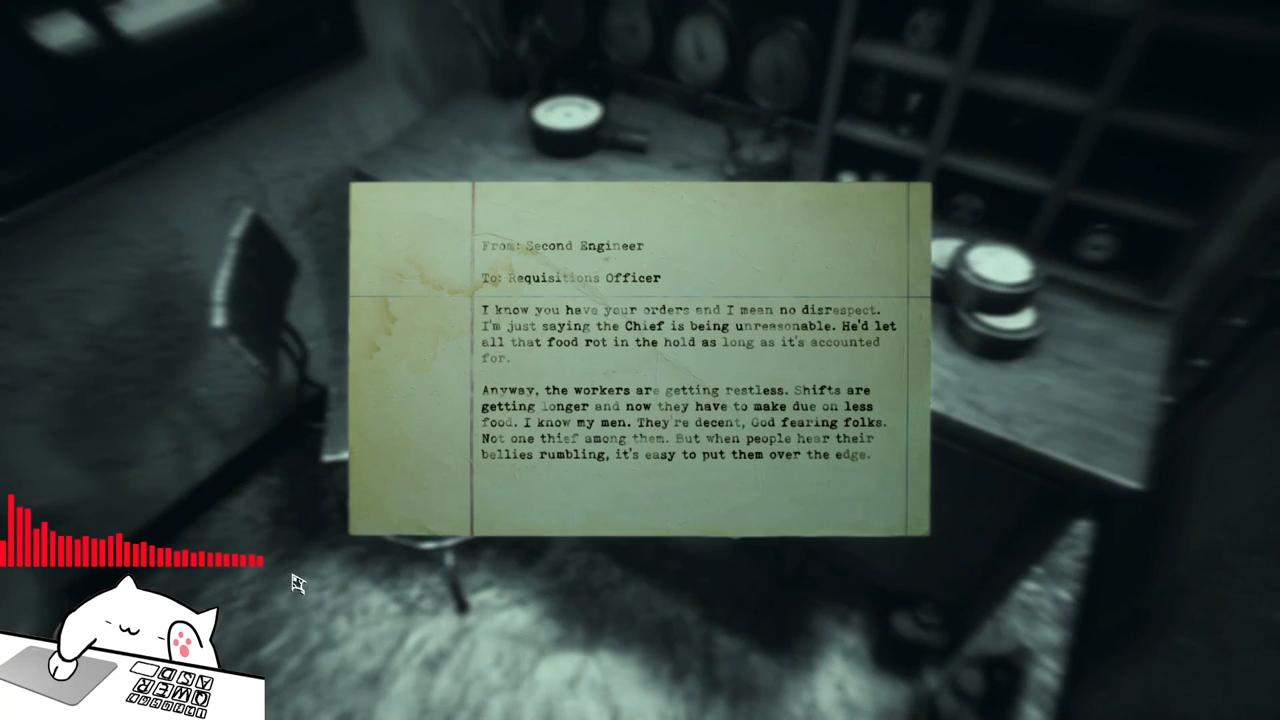 From: Second Engineer
To: Requisitions Officer
I know you have your orders and I mean no disrespect.
I'm just saying the Chief is being unreasonable. He'd let
all that food rot in the hold as long as it's accounted
for.
Anyway, the workers are getting restless. Shifts are
getting longer and now they have to make due on less
food. I know my men. They're decent, God fearing folks.
Not one thief among them. But when people hear their
bellies rumbling, it's easy to put them over the edge.